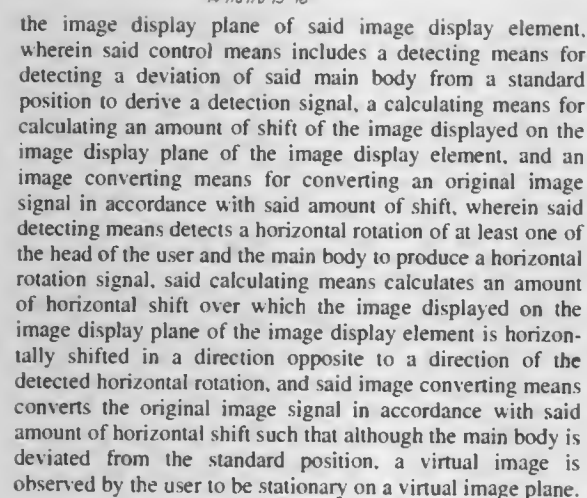 the image display plane of said image display element,
wherein said control means includes a detecting means for
detecting a deviation of said main body from a standard
position to derive a detection signal, a calculating means for
calculating an amount of shift of the image displayed on the
image display plane of the image display element, and an
image converting means for converting an original image
signal in accordance with said amount of shift, wherein said
detecting means detects a horizontal rotation of at least one of
the head of the user and the main body to produce a horizontal
rotation signal, said calculating means calculates an amount
of horizontal shift over which the image displayed on the
image display plane of the image display element is horizon-
tally shifted in a direction opposite to a direction of the
detected horizontal rotation, and said image converting means
converts the original image signal in accordance with said
amount of horizontal shift such that although the main body is
deviated from the standard position, a virtual image is
observed by the user to be stationary on a virtual image plane.